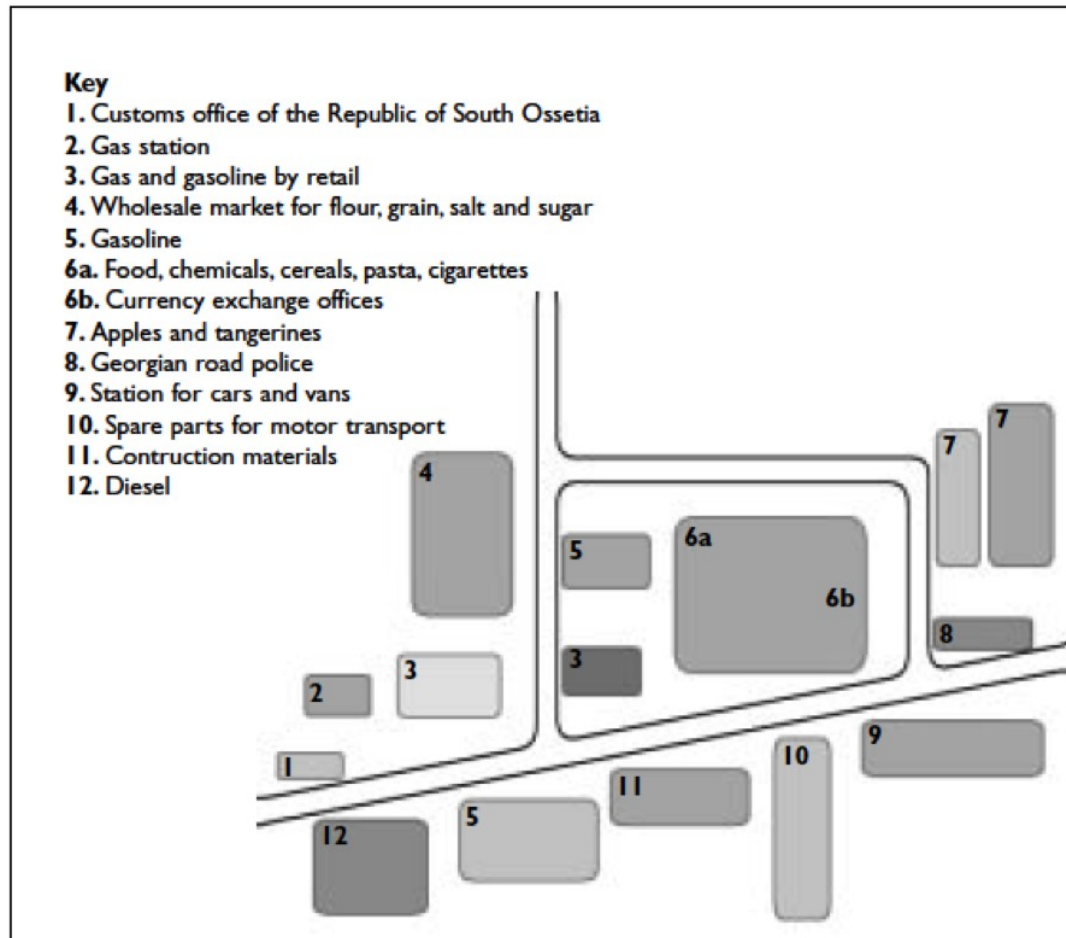 Key
1. Customs office of the Republic of South Ossetia
2. Gas station
3. Gas and gasoline by retail
4. Wholesale market for flour, grain, salt and sugar
5. Gasoline
6a. Food, chemicals, cereals, pasta, cigarettes
6b. Currency exchange offices
7. Apples and tangerines
8. Georgian road police
9. Station for cars and vans
10. Spare parts for motor transport
11. Contruction materials
12. Diesel
4
7
7
5
6a
6b
3
3
8
2
1
9
10
11
5
12